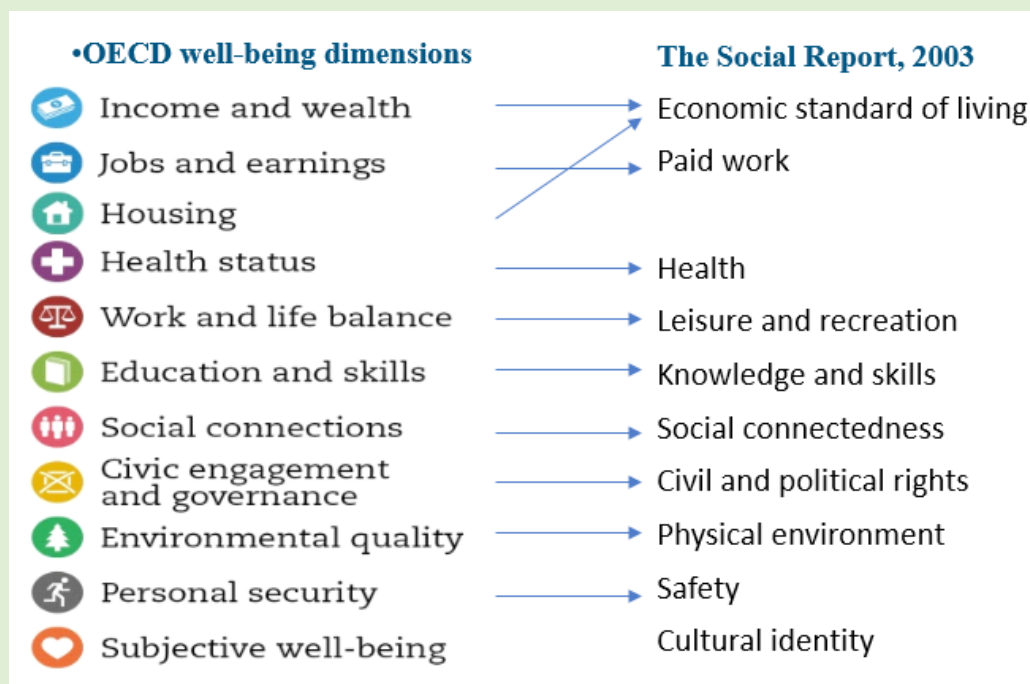 •OECD well-being dimensions
The Social Report, 2003
Income and wealth
Economic standard of living
Jobs and earnings
Paid work
Housing
Health status
Health
Work and life balance
Leisure and recreation
Education and skills
Knowledge and skills
Social connections
Social connectedness
Civic engagement
and governance
Civil and political rights
Environmental quality
Physical environment
Personal security
Safety
Subjective well-being
Cultural identity